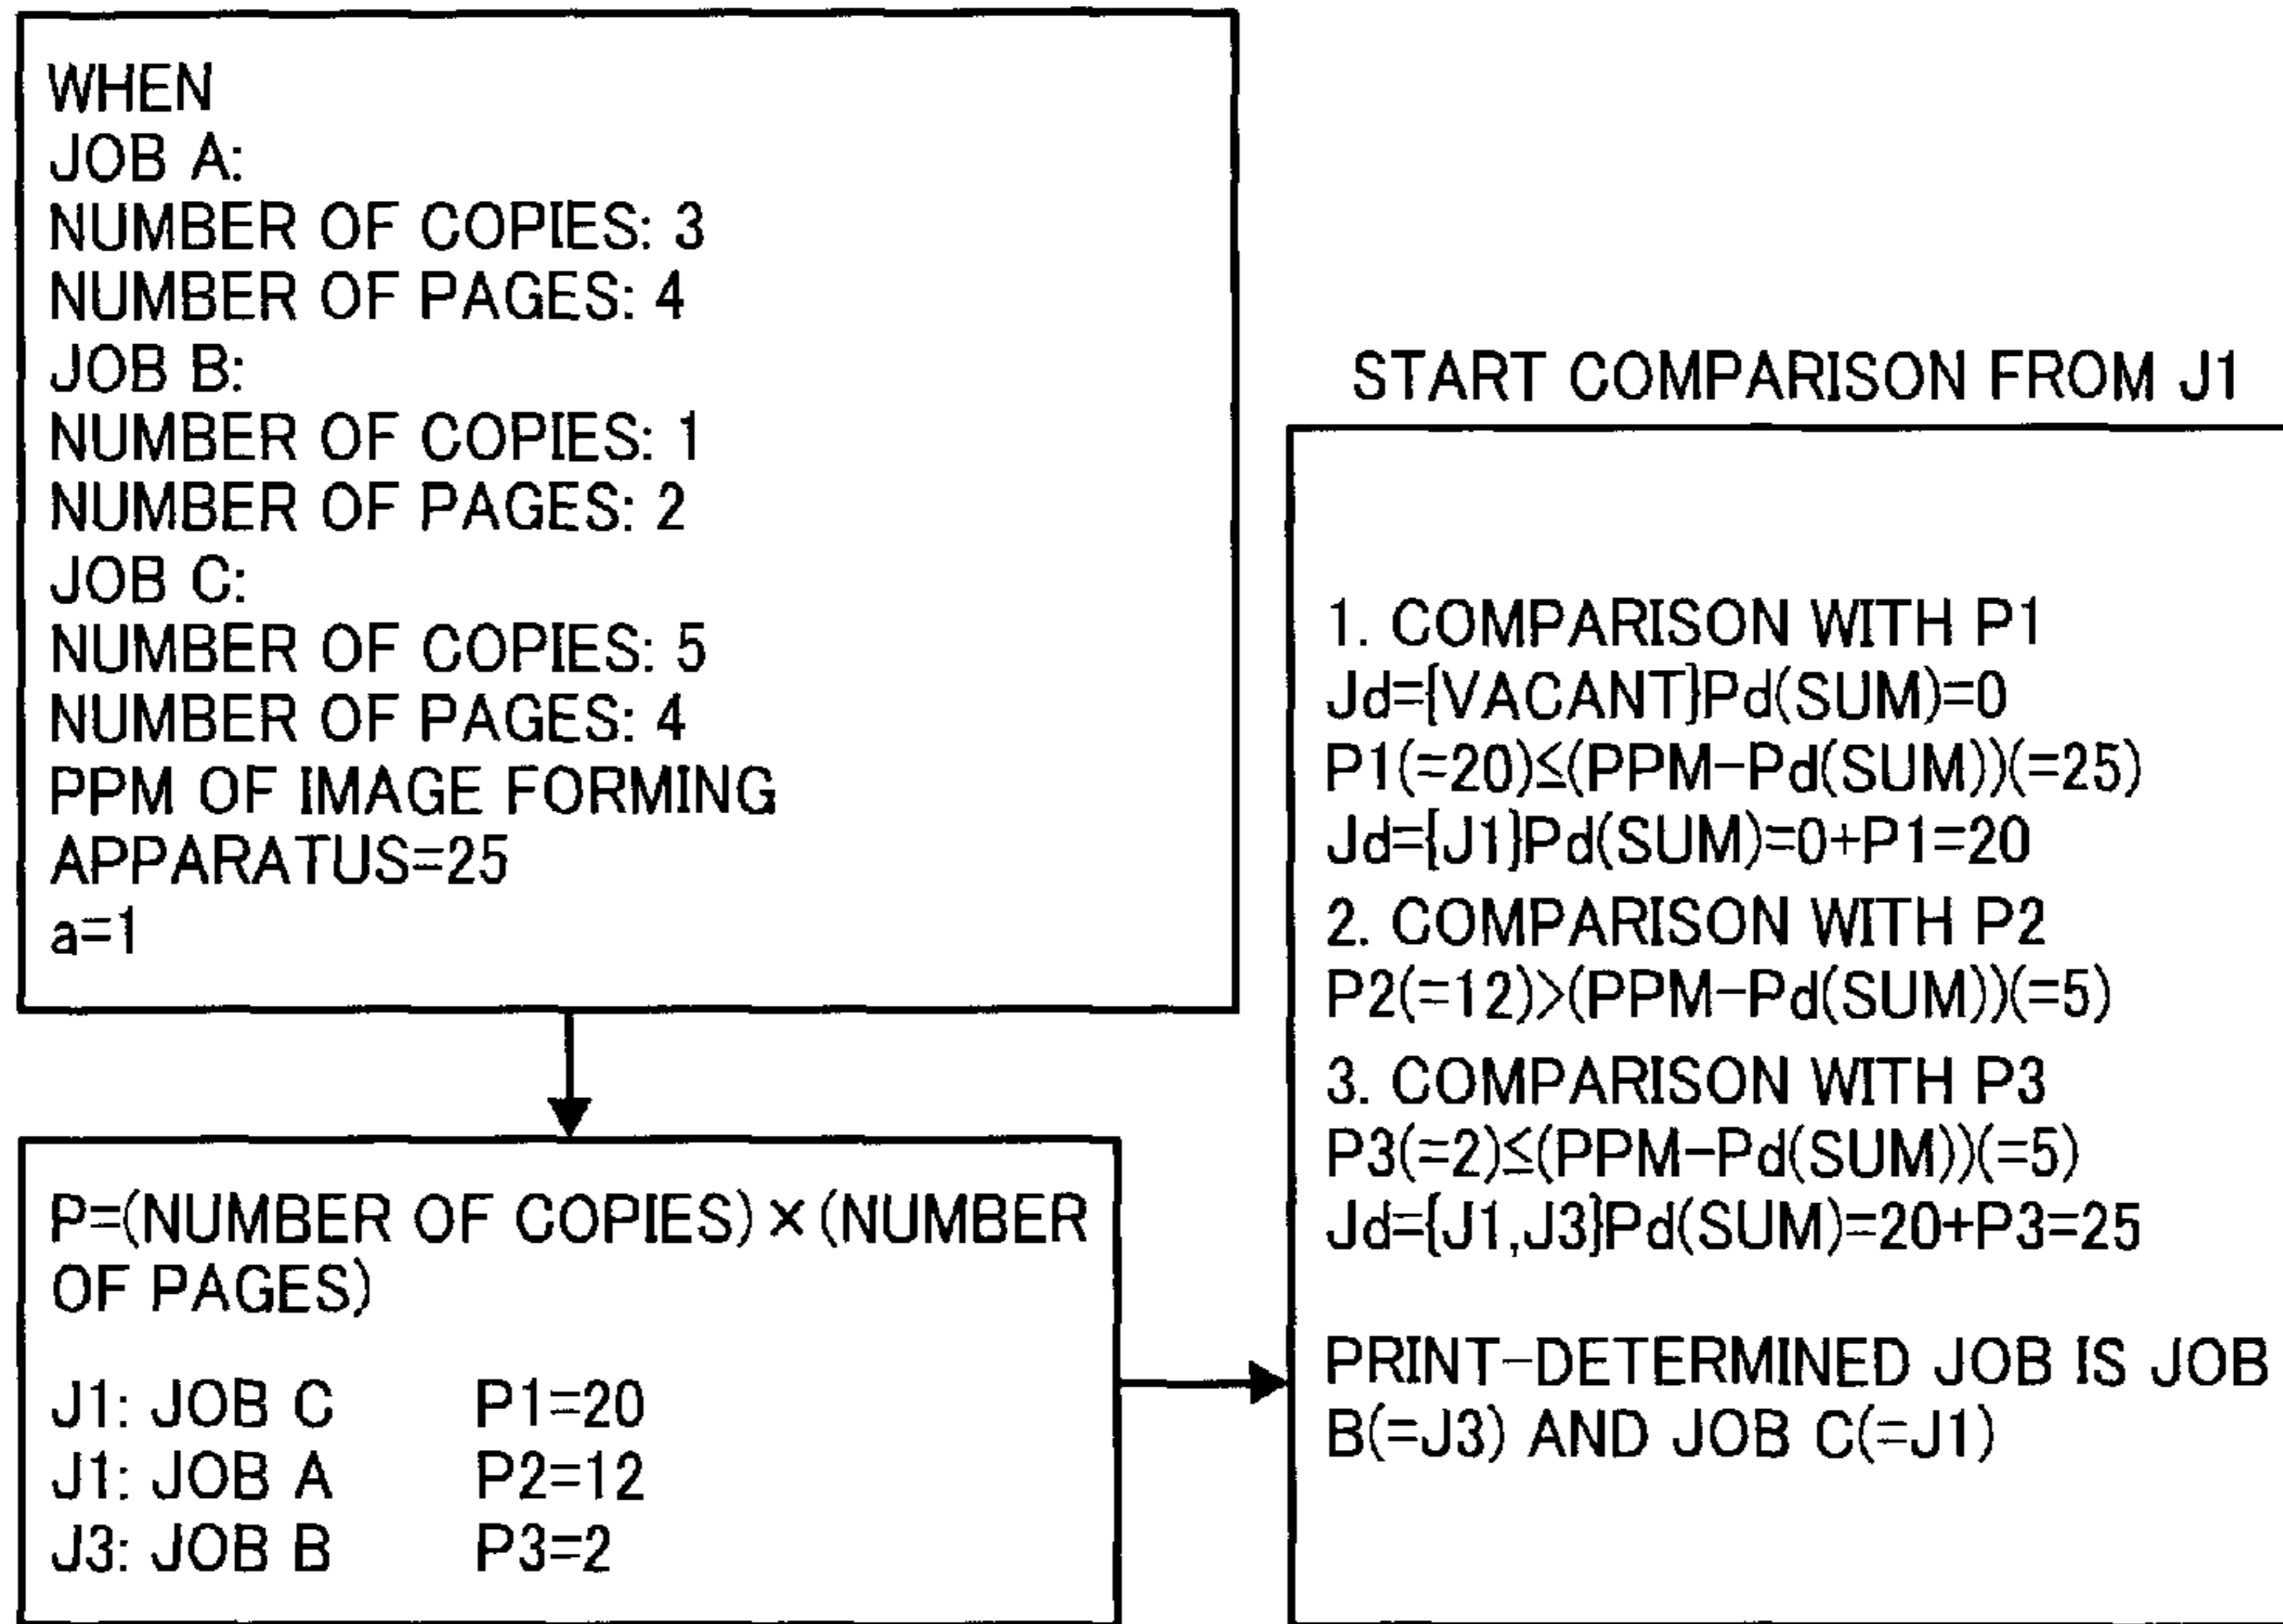 WHEN
JOB A:
NUMBER OF COPIES: 3
NUMBER OF PAGES: 4
JOB B:
NUMBER OF COPIES: 1
NUMBER OF PAGES: 2
JOB C:
NUMBER OF COPIES: 5
NUMBER OF PAGES: 4
PPM OF IMAGE FORMING
APPARATUS=25
a=1
P=(NUMBER OF COPIES)×(NUMBER
OF PAGES)
J1: JOB C P1=20
J1: JOB A P2=12
J3: JOB B P3=2
START COMPARISON FROM J1
1. COMPARISON WITH P1
Jd={VACANT}Pd(SUM)=0
P1(=20)≤(PPM-Pd(SUM))(=25)
Jd={J1}Pd(SUM)=0+P1=20
2. COMPARISON WITH P2
P2(=12)>(PPM-Pd(SUM))(=5)
3. COMPARISON WITH P3
P3(=2)≤(PPM-Pd(SUM))(=5)
Jd={J1,J3}Pd(SUM)=20+P3=25
PRINT-DETERMINED JOB IS JOB
B(=J3) AND JOB C(=J1)